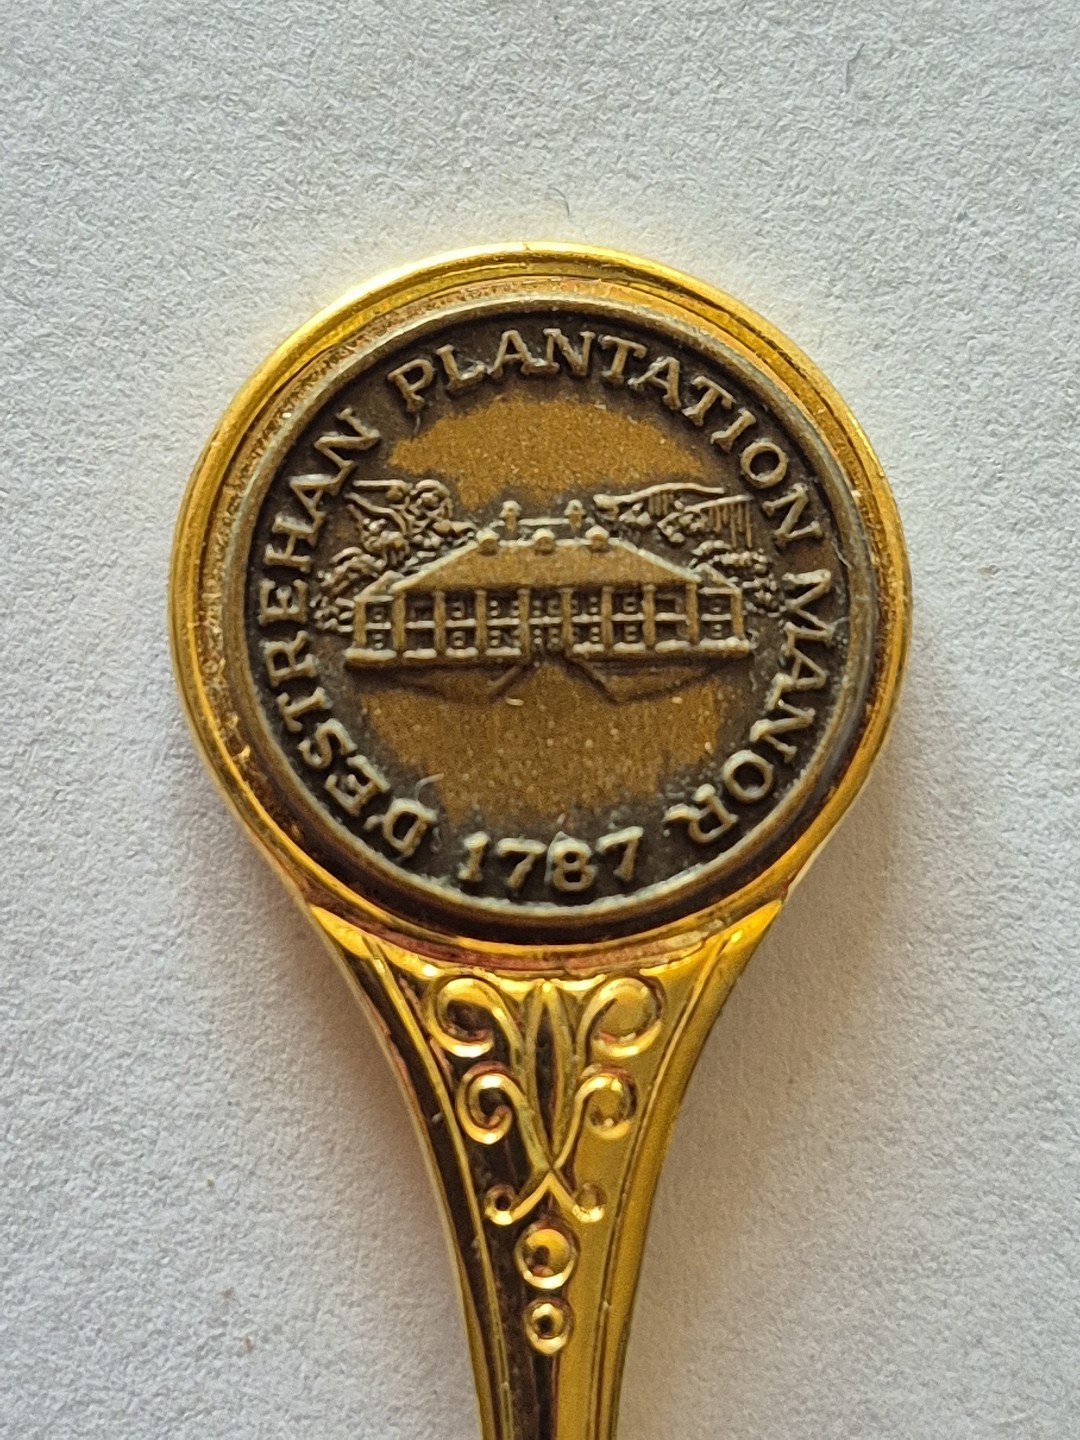 DESTREHAN PLANTATION MANOR
1787